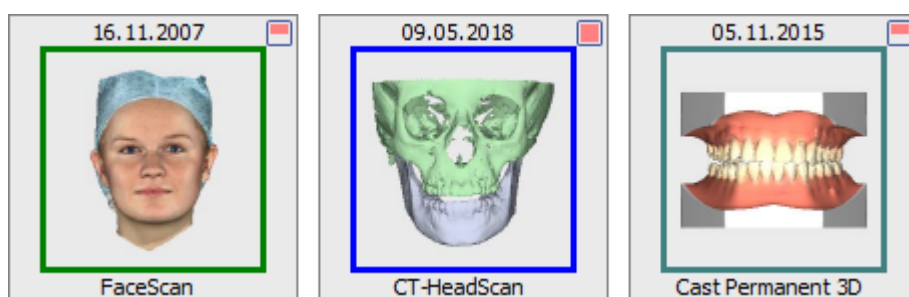 16.11.2007
09.05.2018
05.11.2015
FaceScan
CT-HeadScan
Cast Permanent 3D